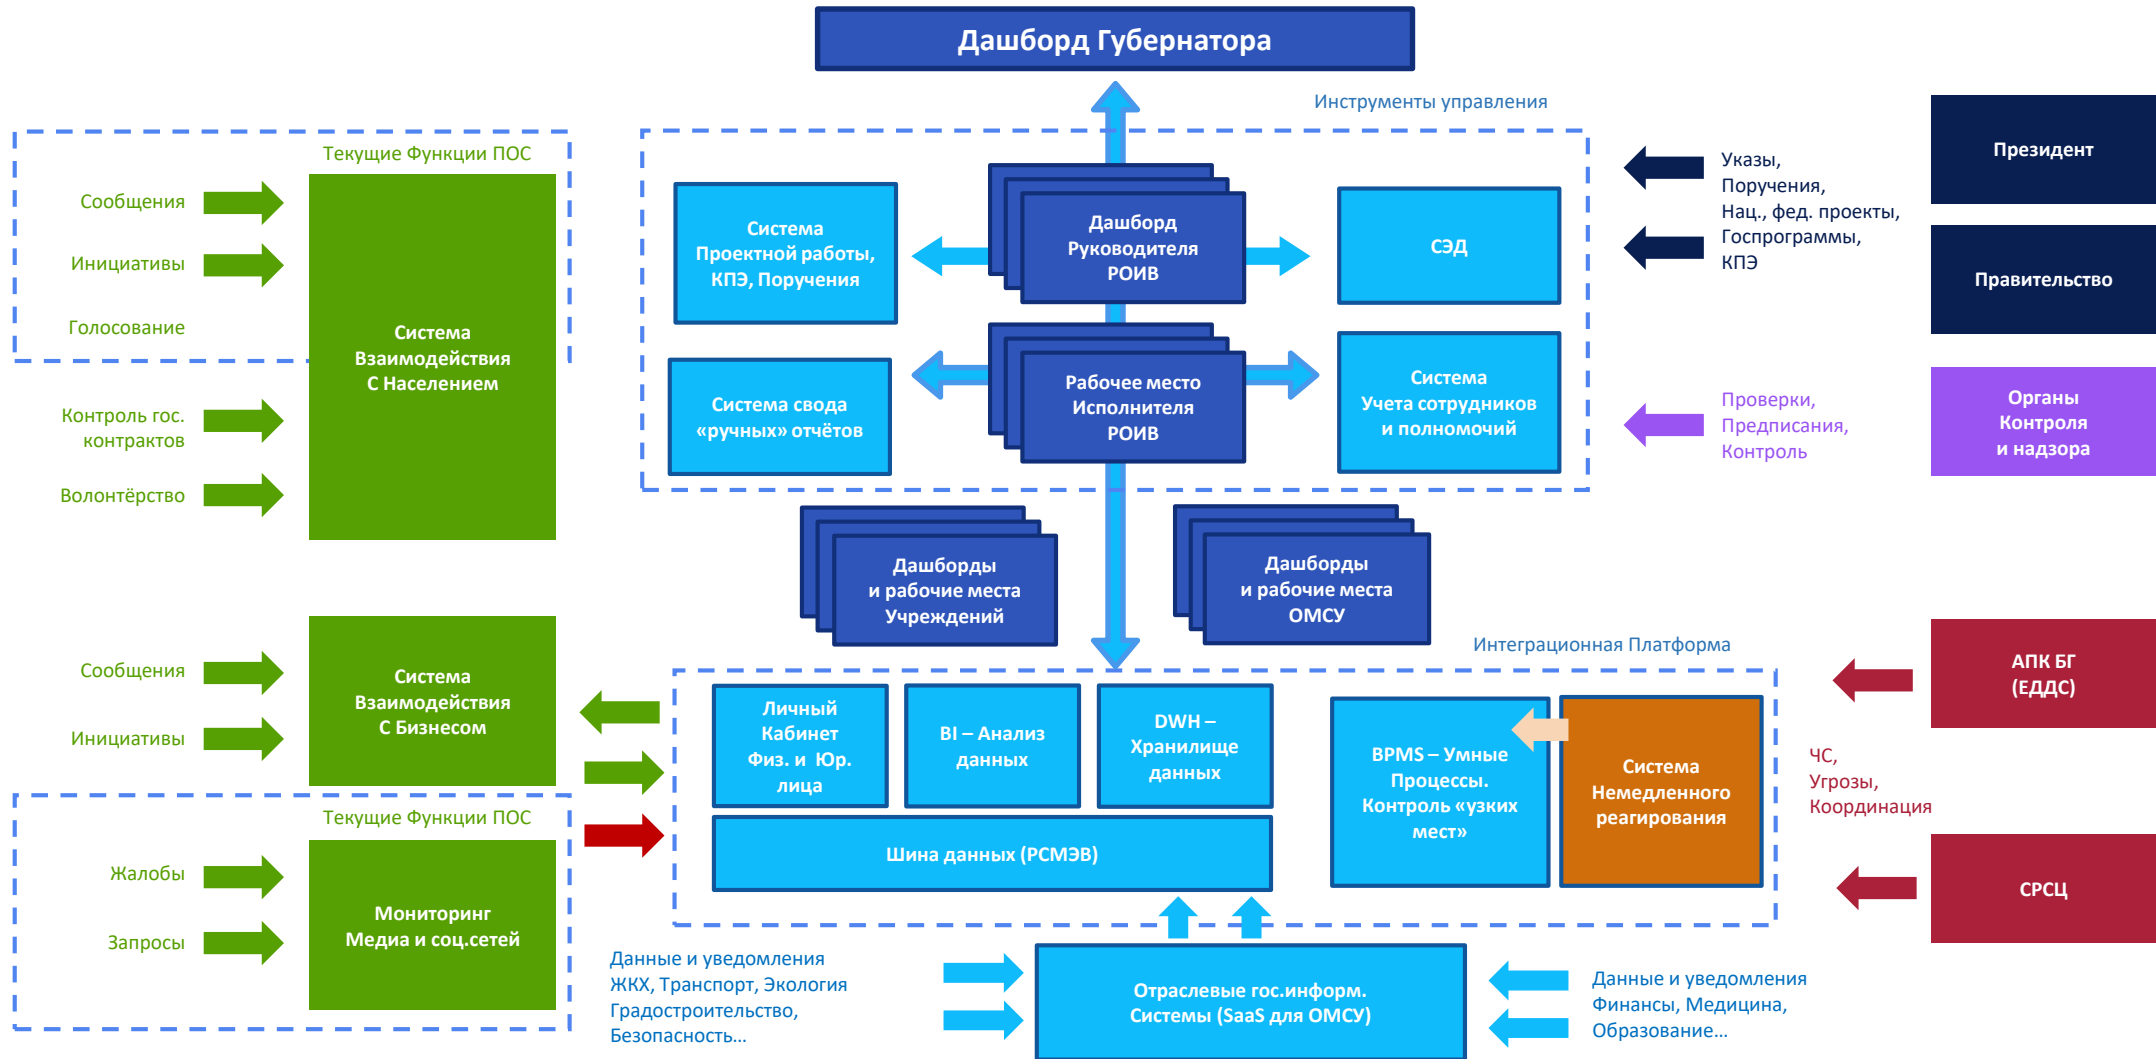 Дашборд Губернатора
Инструменты управления
Текущие Функции ПОС
Сообщения
Инициативы
Голосование
Контроль гос.
контрактов
Волонтёрство
Система
Взаимодействия
С Населением
Система
Проектной работы,
КПЭ, Поручения
Дашборд
Руководителя
РОИВ
СЭД
Система свода
«ручных» отчётов
Рабочее место
Исполнителя
РОИВ
Система
Учета сотрудников
и полномочий
Указы,
Поручения,
Нац., фед. проекты,
Госпрограммы,
КПЭ
Президент
Правительство
Проверки,
Предписания,
Контроль
Органы
Контроля
и надзора
Дашборды
и рабочие места
Учреждений
Дашборды
и рабочие места
ОМСУ
Сообщения
Инициативы
Система
Взаимодействия
С Бизнесом
Интеграционная Платформа
Личный
Кабинет
Физ. и Юр.
лица
BI – Анализ
данных
DWH –
Хранилище
данных
BPMS – Умные
Процессы.
Контроль «узких
мест»
Система
Немедленного
реагирования
Шина данных (РСМЭВ)
АПК БГ
(ЕДДС)
ЧС,
Угрозы,
Координация
СРСЦ
Текущие Функции ПОС
Жалобы
Запросы
Мониторинг
Медиа и соц.сетей
Данные и уведомления
ЖКХ, Транспорт, Экология
Градостроительство,
Безопасность…
Отраслевые гос.информ.
Системы (SaaS для ОМСУ)
Данные и уведомления
Финансы, Медицина,
Образование…